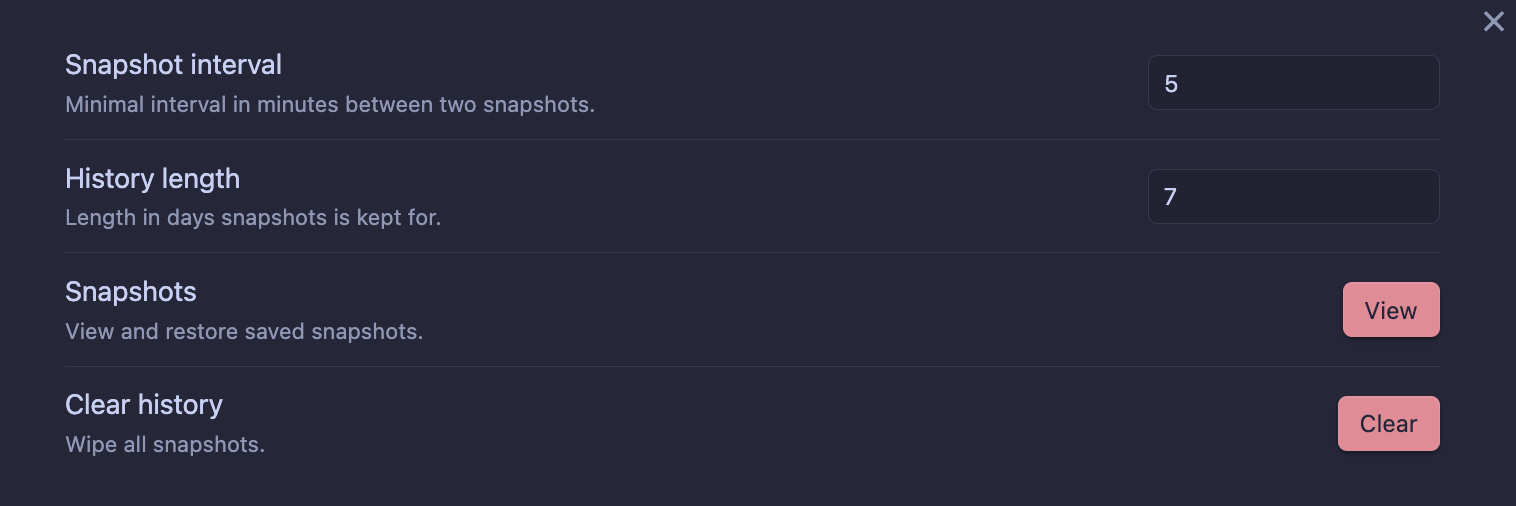 Snapshot interval
Minimal interval in minutes between two snapshots.
5
History length
Length in days snapshots is kept for.
7
Snapshots
View and restore saved snapshots.
View
Clear history
Wipe all snapshots.
Clear